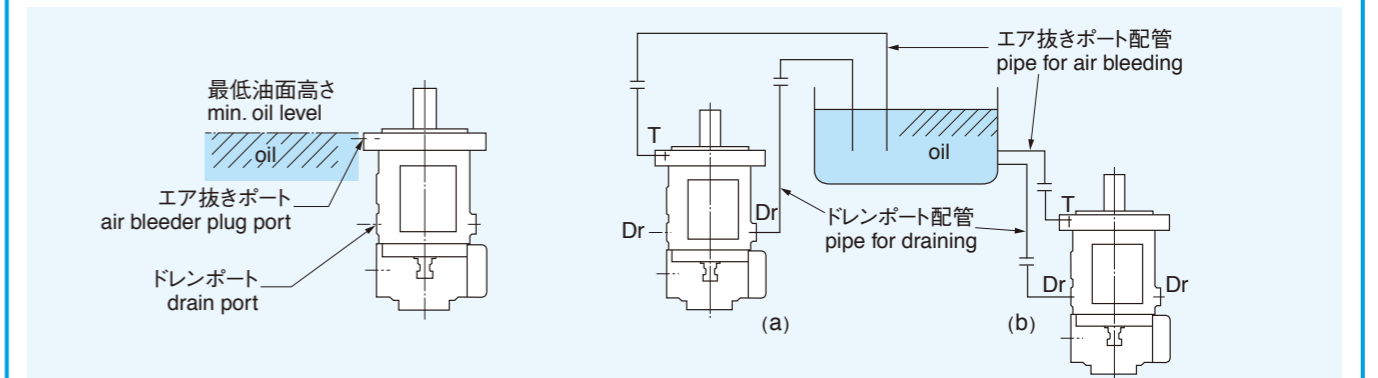 最低油面高さ
min. oil level
oil
エア抜きポート
air bleeder plug port
ドレンポート
drain port
エア抜きポート配管
pipe for air bleeding
T
oil
T
Dr
Dr
ドレンポート配管
pipe for draining
Dr
Dr
(a)
(b)